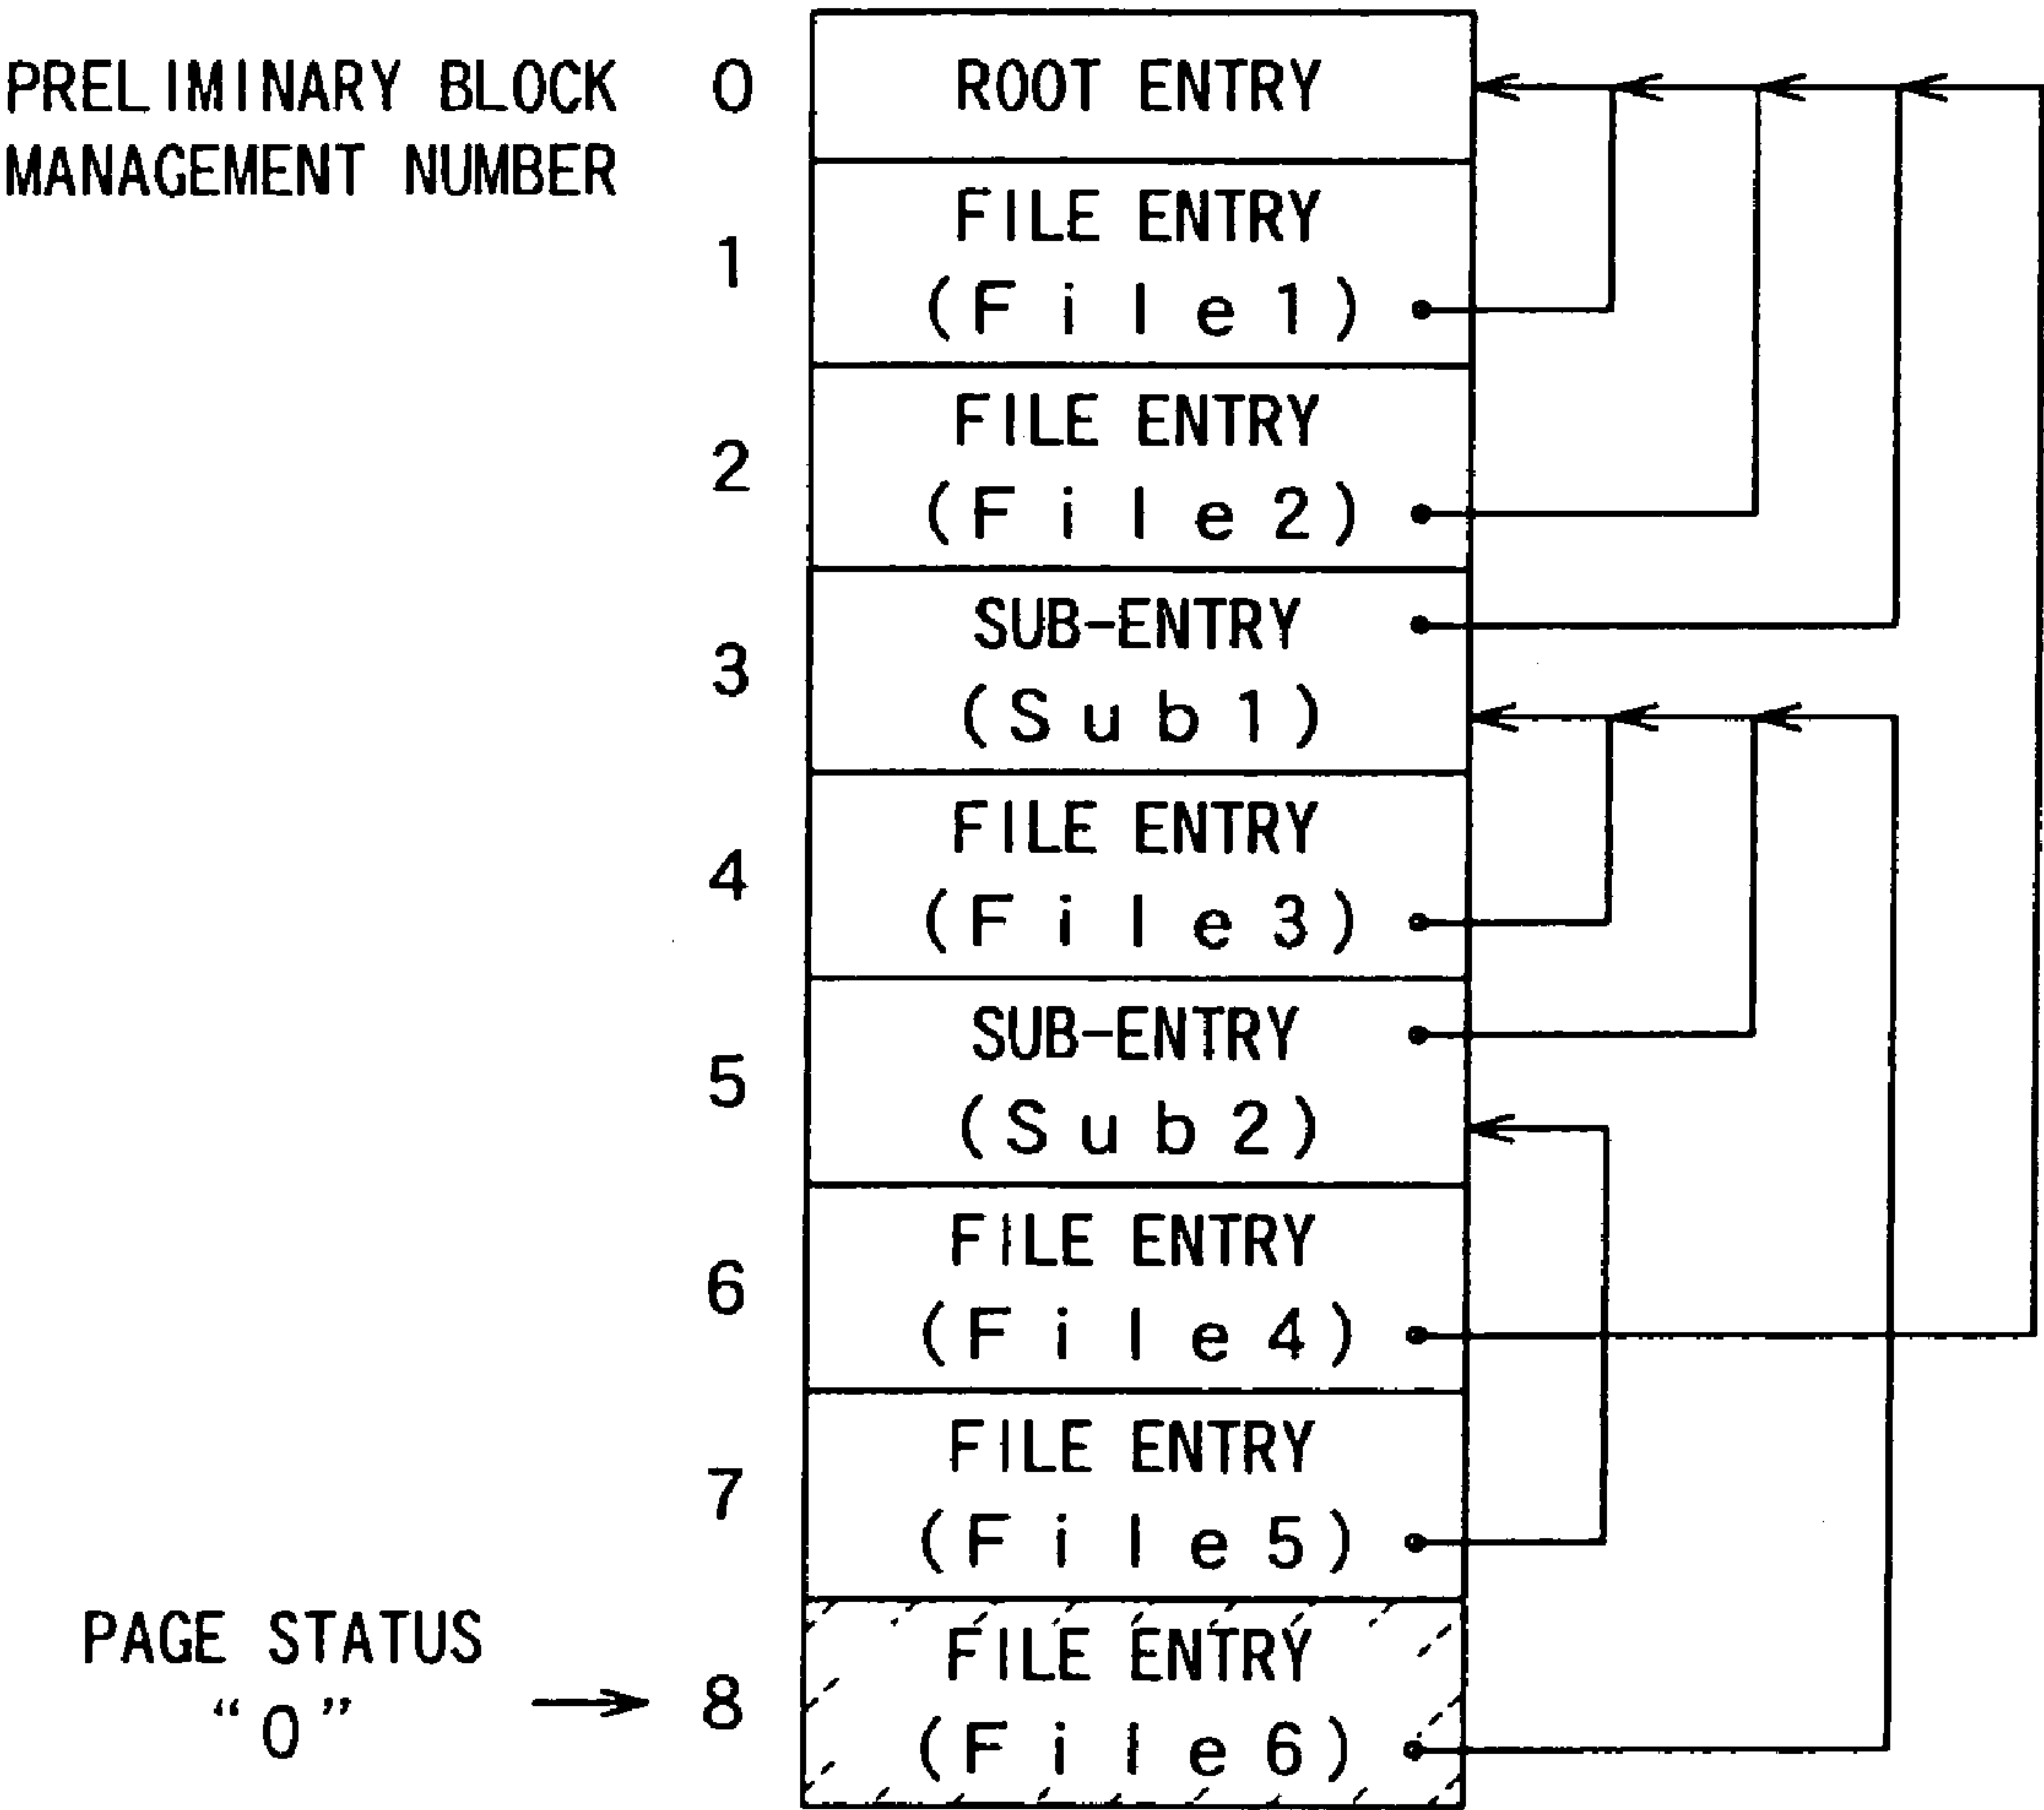 PRELIMINARY BLOCK
MANAGEMENT NUMBER
0 ROOT ENTRY
1 FILE ENTRY
(File1)
2 FILE ENTRY
(File2)
3 SUB-ENTRY
(Sub1)
4 FILE ENTRY
(File3)
5 SUB-ENTRY
(Sub2)
6 FILE ENTRY
(File4)
7 FILE ENTRY
(File5)
PAGE STATUS
“0”
8 FILE ENTRY
(File6)